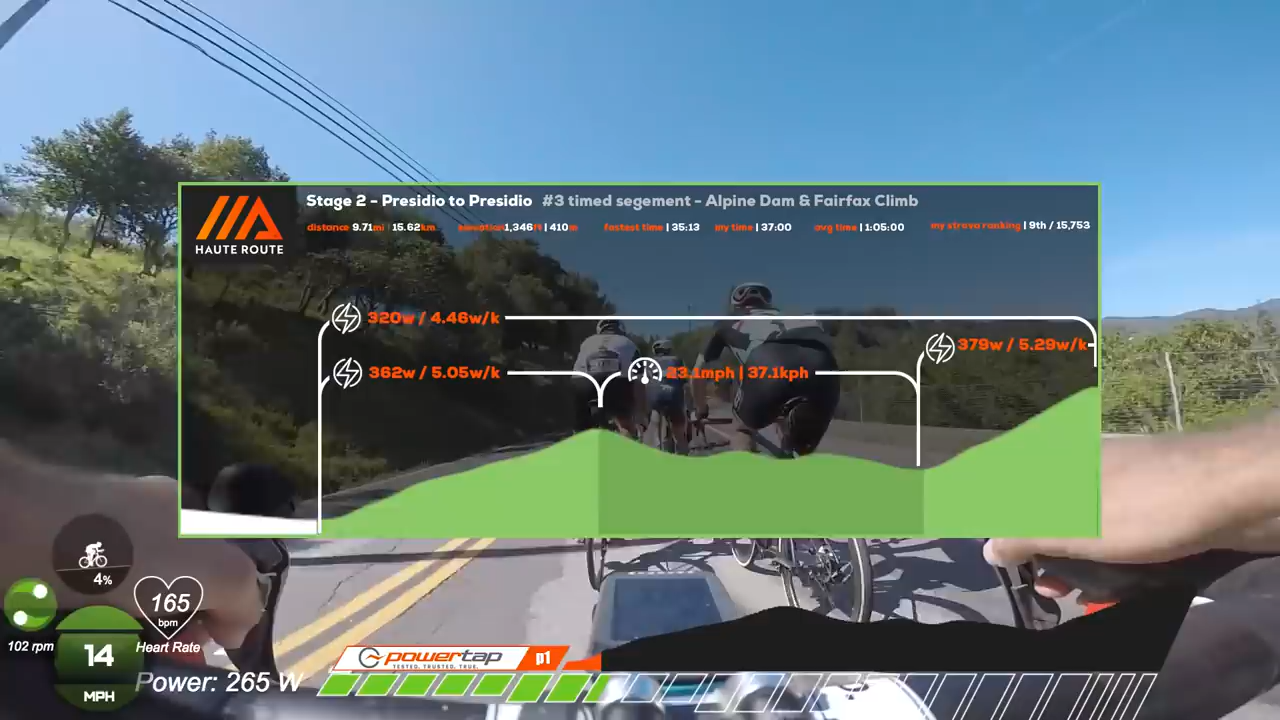 Stage 2 - Presidio to Presidio #3 timed segement - Alpine Dam & Fairfax Climb
distance 9.71mi | 15.62km elevation 1,346ft | 410m fastest time | 35:13 my time | 37:00 avg time | 1:05:00 my strava ranking | 9th / 15,753
HAUTE ROUTE
320w / 4.46w/k
379w / 5.29w/k
362w / 5.05w/k
23.1mph | 37.1kph
4%
165
bpm
102 rpm
Heart Rate
14
MPH
powertap p1
TESTED. TRUSTED. TRUE.
Power: 265 W